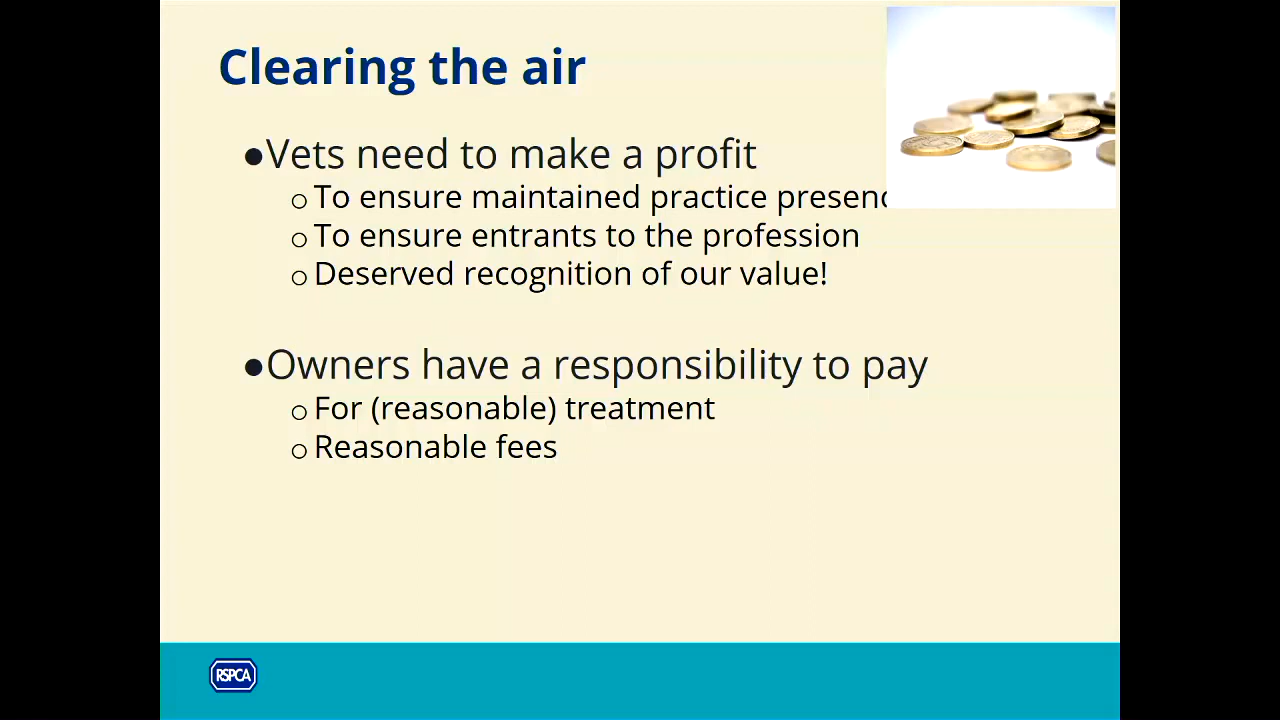 Clearing the air
●Vets need to make a profit
o To ensure maintained practice
o To ensure entrants to the profession
o Deserved recognition of our value!
●Owners have a responsibility to pay
o For (reasonable) treatment
o Reasonable fees
RSPCA